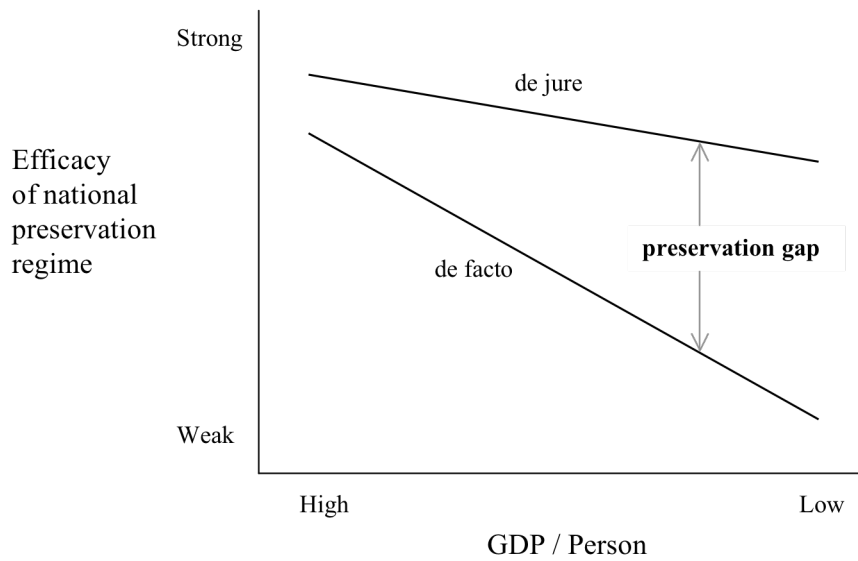 Strong
de jure
Efficacy
of national
preservation
regime
preservation gap
de facto
Weak
High
Low
GDP / Person